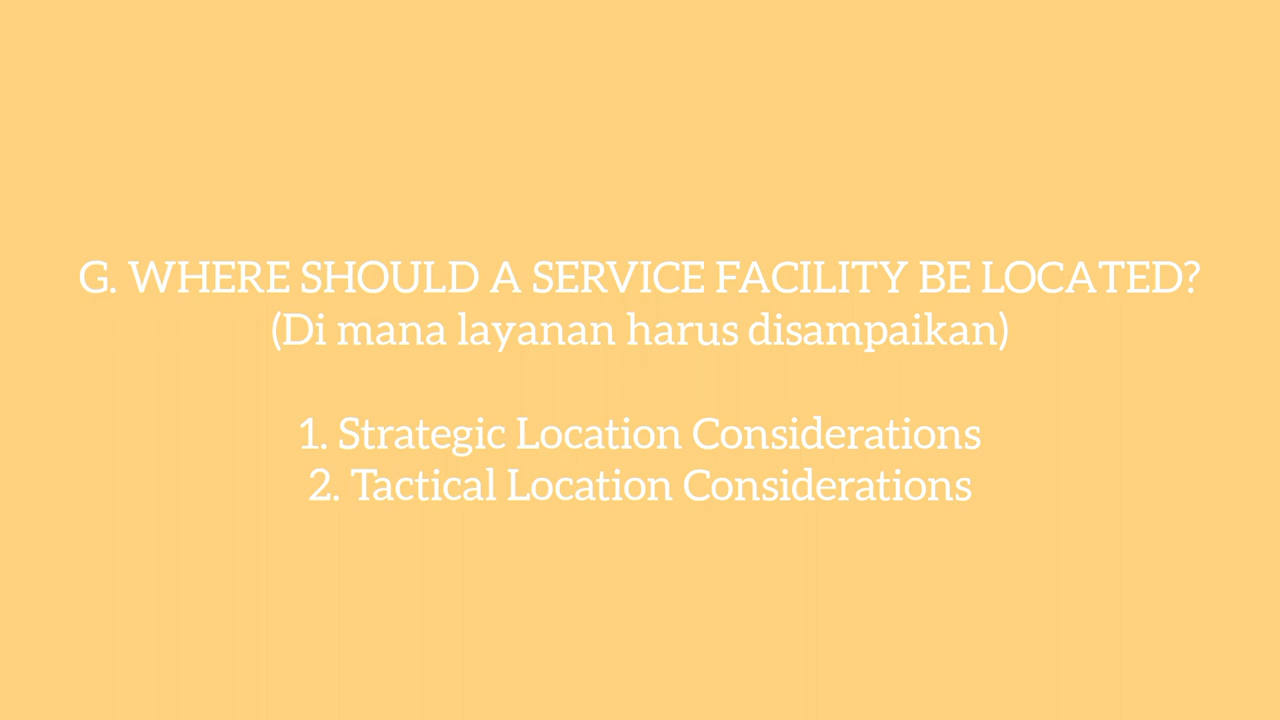 G. WHERE SHOULD A SERVICE FACILITY BE LOCATED?
(Di mana layanan harus disampaikan)
1. Strategic Location Considerations
2. Tactical Location Considerations